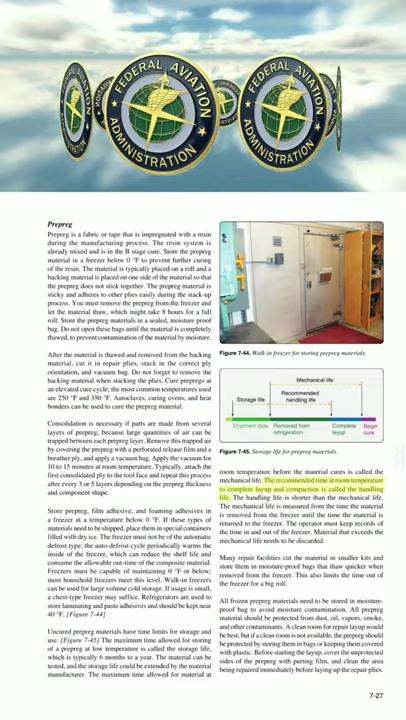 FEDERAL AVIATION
ADMINISTRATION
FEDERAL AVIATION
ADMINISTRATION
Prepreg
Prepreg is a fabric or tape that is impregnated with a resin
during the manufacturing process. The resin system is
already mixed and is in the B stage cure. Store the prepreg
material in a freezer below 0 °F to prevent further curing
of the resin. The material is typically placed on a roll and a
backing material is placed on one side of the material so that
the prepreg does not stick together. The prepreg material is
sticky and adheres to other plies easily during the stack-up
process. You must remove the prepreg from the freezer and
let the material thaw, which might take 8 hours for a full
roll. Store the prepreg materials in a sealed, moisture proof
bag. Do not open these bags until the material is completely
thawed, to prevent contamination of the material by moisture.
After the material is thawed and removed from the backing
material, cut it in repair plies, stack in the correct ply
orientation, and vacuum bag. Do not forget to remove the
backing material when stacking the plies. Cure prepregs at
an elevated cure cycle; the most common temperatures used
are 250 °F and 350 °F. Autoclaves, curing ovens, and heat
bonders can be used to cure the prepreg material.
Consolidation is necessary if parts are made from several
layers of prepreg, because large quantities of air can be
trapped between each prepreg layer. Remove this trapped air
by covering the prepreg with a perforated release film and a
breather ply, and apply a vacuum bag. Apply the vacuum for
10 to 15 minutes at room temperature. Typically, attach the
first consolidated ply to the tool face and repeat this process
after every 3 or 5 layers depending on the prepreg thickness
and component shape.
Store prepreg, film adhesive, and foaming adhesives in
a freezer at a temperature below 0 °F. If these types of
materials need to be shipped, place them in special containers
filled with dry ice. The freezer must not be of the automatic
defrost type; the auto-defrost cycle periodically warms the
inside of the freezer, which can reduce the shelf life and
consume the allowable out-time of the composite material.
Freezers must be capable of maintaining 0 °F or below;
most household freezers meet this level. Walk-in freezers
can be used for large volume cold storage. If usage is small,
a chest-type freezer may suffice. Refrigerators are used to
store laminating and paste adhesives and should be kept near
40 °F. [Figure 7-44]
Uncured prepreg materials have time limits for storage and
use. [Figure 7-45] The maximum time allowed for storing
of a prepreg at low temperature is called the storage life,
which is typically 6 months to a year. The material can be
tested, and the storage life could be extended by the material
manufacturer. The maximum time allowed for material at
Figure 7-44. Walk-in freezer for storing prepreg materials.
Mechanical life
Recommended
handling life
Storage life
Shipment date
Removed from
refrigeration
Complete
layup
Begin
cure
Figure 7-45. Storage life for prepreg materials.
room temperature before the material cures is called the
mechanical life. The recommended time at room temperature
to complete layup and compaction is called the handling
life. The handling life is shorter than the mechanical life.
The mechanical life is measured from the time the material
is removed from the freezer until the time the material is
returned to the freezer. The operator must keep records of
the time in and out of the freezer. Material that exceeds the
mechanical life needs to be discarded.
Many repair facilities cut the material in smaller kits and
store them in moisture-proof bags that thaw quicker when
removed from the freezer. This also limits the time out of
the freezer for a big roll.
All frozen prepreg materials need to be stored in moisture-
proof bag to avoid moisture contamination. All prepreg
material should be protected from dust, oil, vapors, smoke,
and other contaminants. A clean room for repair layup would
be best, but if a clean room is not available, the prepreg should
be protected by storing them in bags or keeping them covered
with plastic. Before starting the layup, cover the unprotected
sides of the prepreg with parting film, and clean the area
being repaired immediately before laying up the repair plies.
7-27